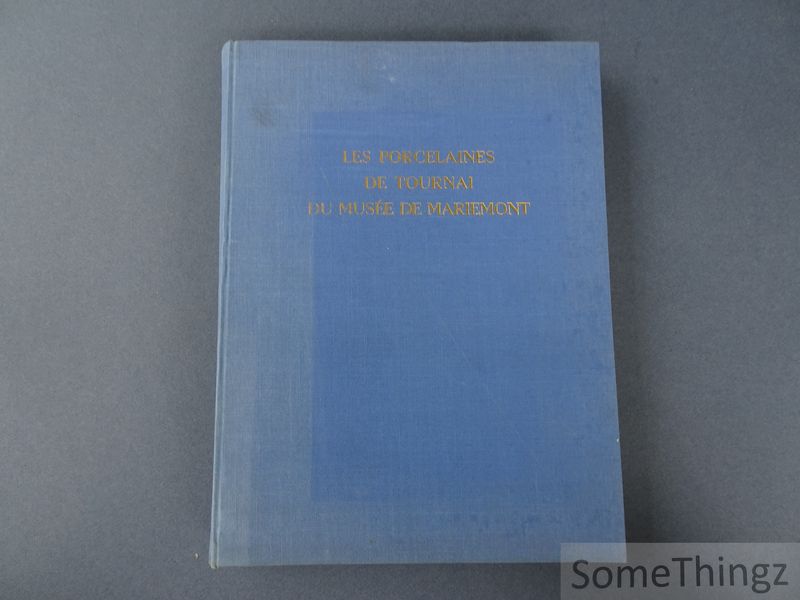 LES PORCELAINES
DE TOURNAI
DU MUSÉE DE MARIEMONT
SomeThingz